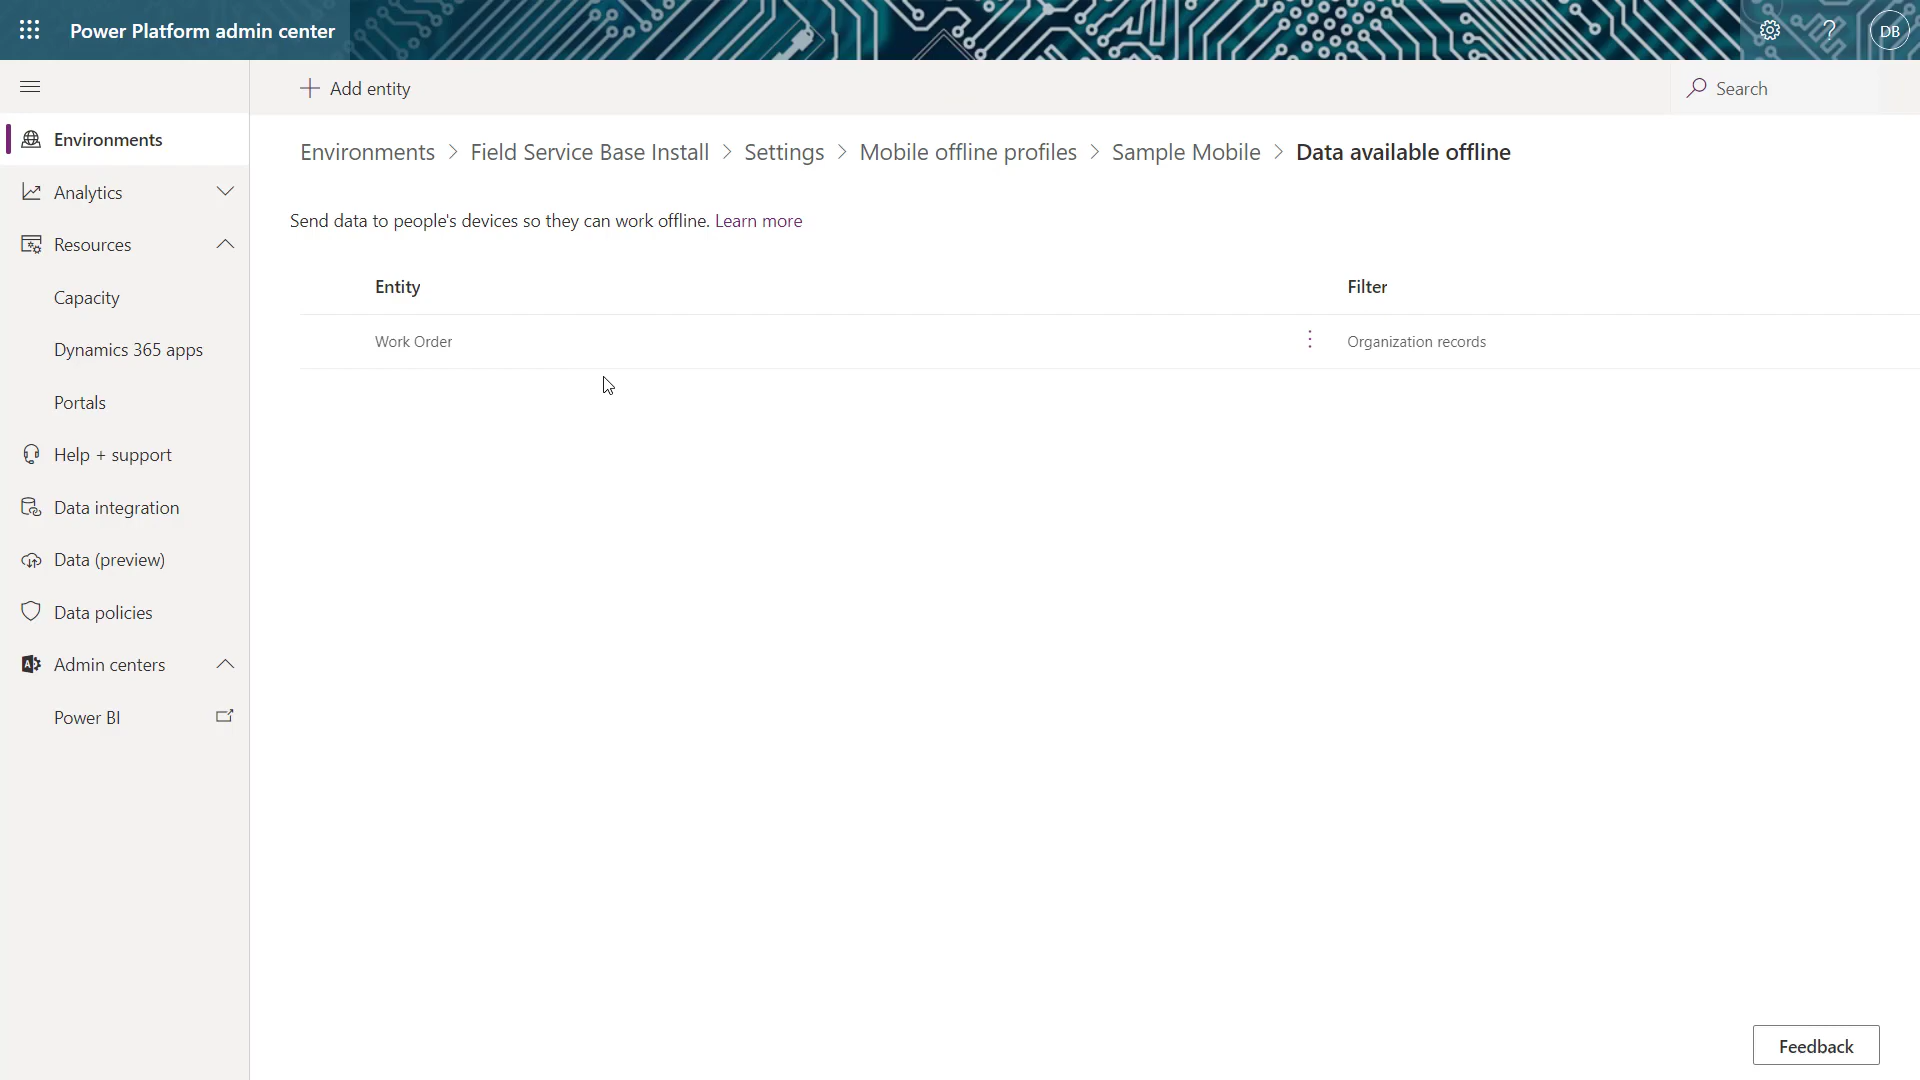 Power Platform admin center
? DB
Add entity
Search
Environments
Analytics
Resources
Capacity
Dynamics 365 apps
Portals
Help + support
Data integration
Data (preview)
Data policies
Admin centers
Power BI
Environments > Field Service Base Install > Settings > Mobile offline profiles > Sample Mobile > Data available offline
Send data to people's devices so they can work offline. Learn more
Entity Filter
Work Order Organization records
Feedback